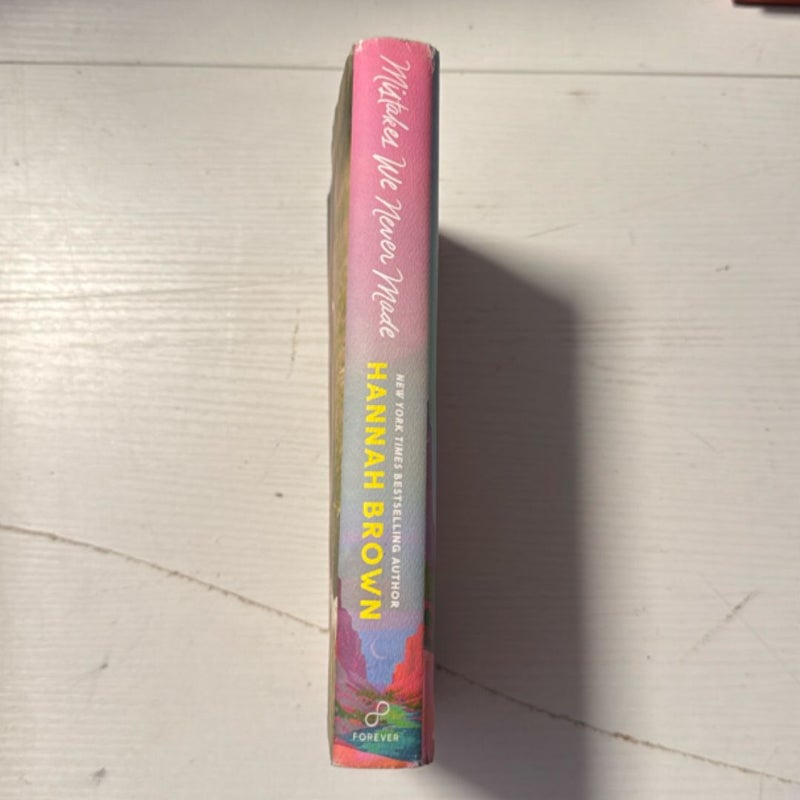 Mistakes We Never Made
NEW YORK TIMES BESTSELLING AUTHOR
HANNAH BROWN
FOREVER